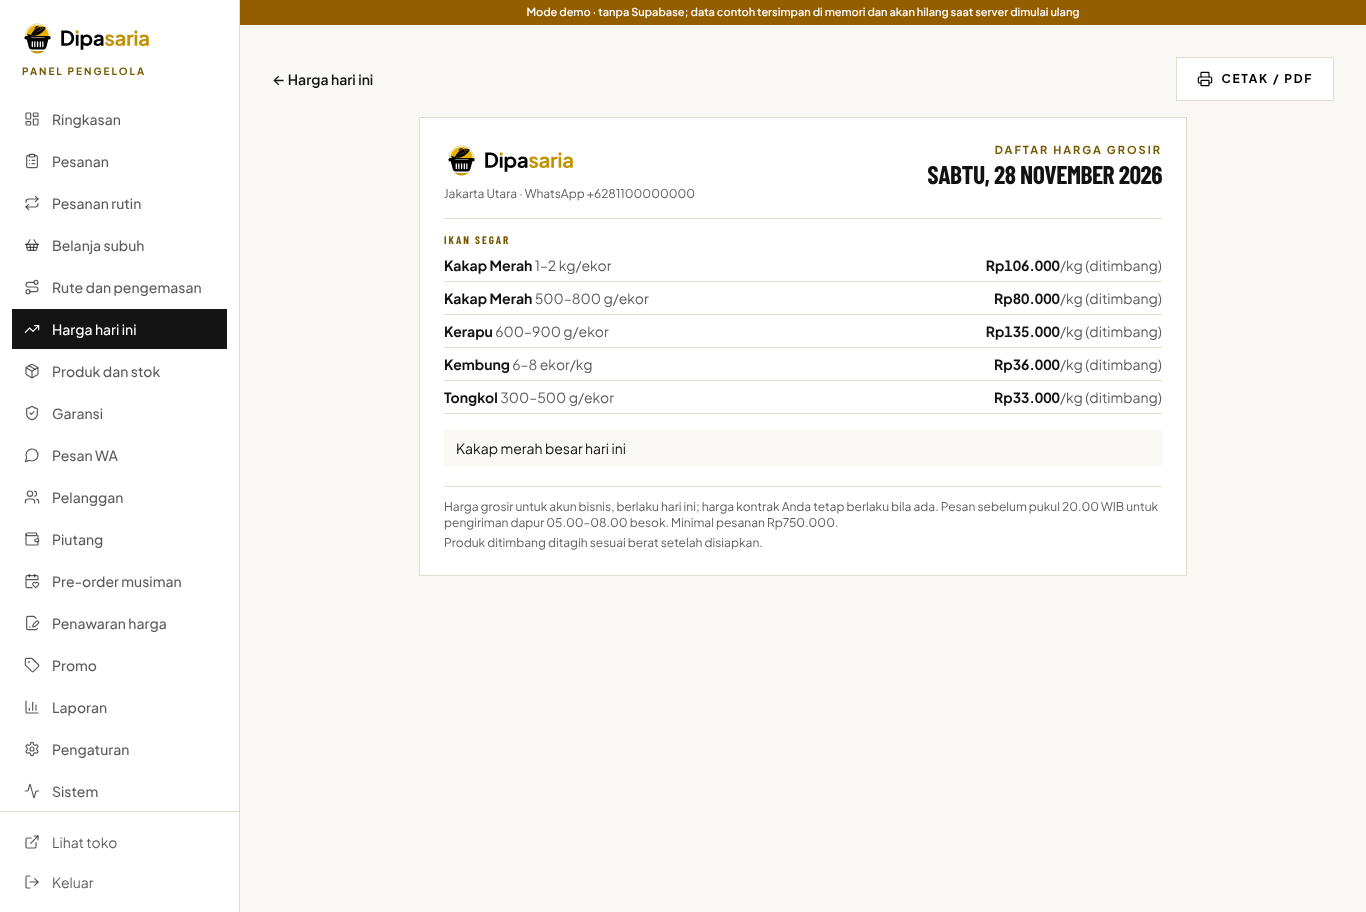 Mode demo · tanpa Supabase; data contoh tersimpan di memori dan akan hilang saat server dimulai ulang
Dipasaria
PANEL PENGELOLA
Ringkasan
Pesanan
Pesanan rutin
Belanja subuh
Rute dan pengemasan
Harga hari ini
Produk dan stok
Garansi
Pesan WA
Pelanggan
Piutang
Pre-order musiman
Penawaran harga
Promo
Laporan
Pengaturan
Sistem
Lihat toko
Keluar
← Harga hari ini
CETAK / PDF
Dipasaria
Jakarta Utara · WhatsApp +6281100000000
DAFTAR HARGA GROSIR
SABTU, 28 NOVEMBER 2026
IKAN SEGAR
Kakap Merah 1–2 kg/ekor Rp106.000/kg (ditimbang)
Kakap Merah 500–800 g/ekor Rp80.000/kg (ditimbang)
Kerapu 600–900 g/ekor Rp135.000/kg (ditimbang)
Kembung 6–8 ekor/kg Rp36.000/kg (ditimbang)
Tongkol 300–500 g/ekor Rp33.000/kg (ditimbang)
Kakap merah besar hari ini
Harga grosir untuk akun bisnis, berlaku hari ini; harga kontrak Anda tetap berlaku bila ada. Pesan sebelum pukul 20.00 WIB untuk
pengiriman dapur 05.00–08.00 besok. Minimal pesanan Rp750.000.
Produk ditimbang ditagih sesuai berat setelah disiapkan.